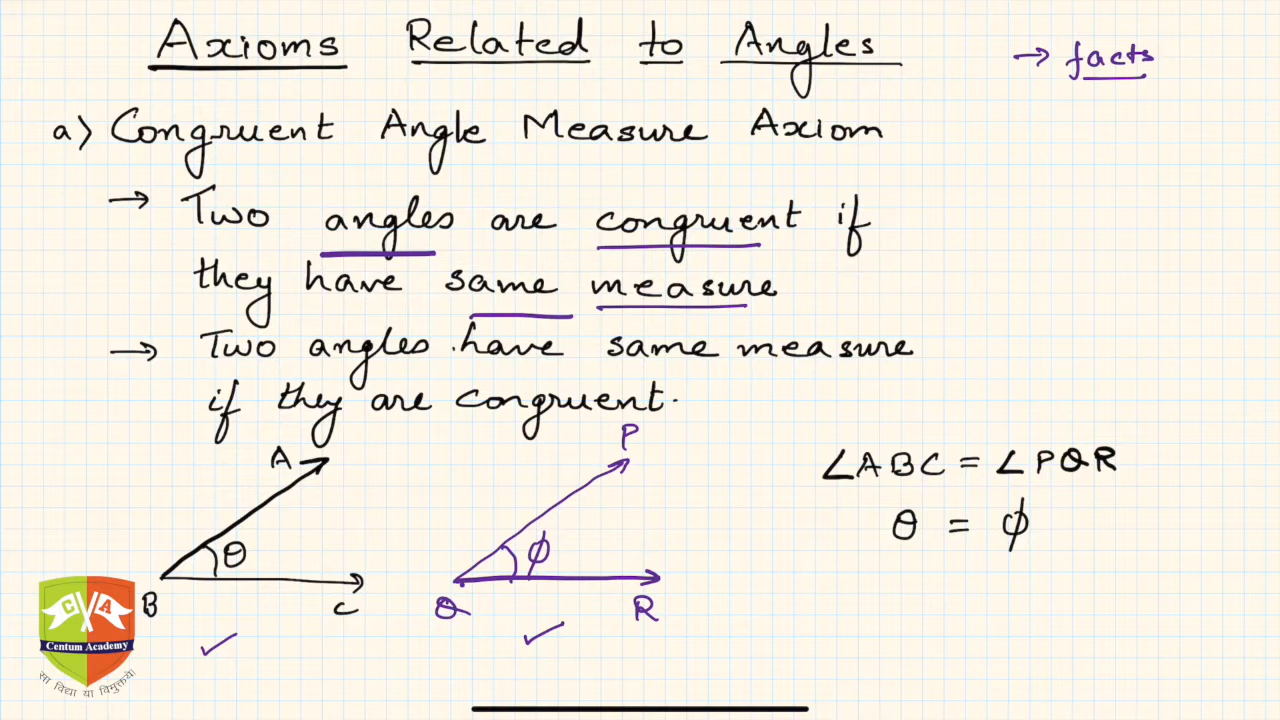 Axioms Related to Angles
→ facts
a) Congruent Angle Measure Axiom
→ Two angles are congruent if
they have same measure
→ Two angles have same measure
if they are congruent.
A
P
∠ABC = ∠PQR
θ = ϕ
θ
ϕ
B
C
Q
R
C A
Centum Academy
सा विद्या या विमुक्तये।